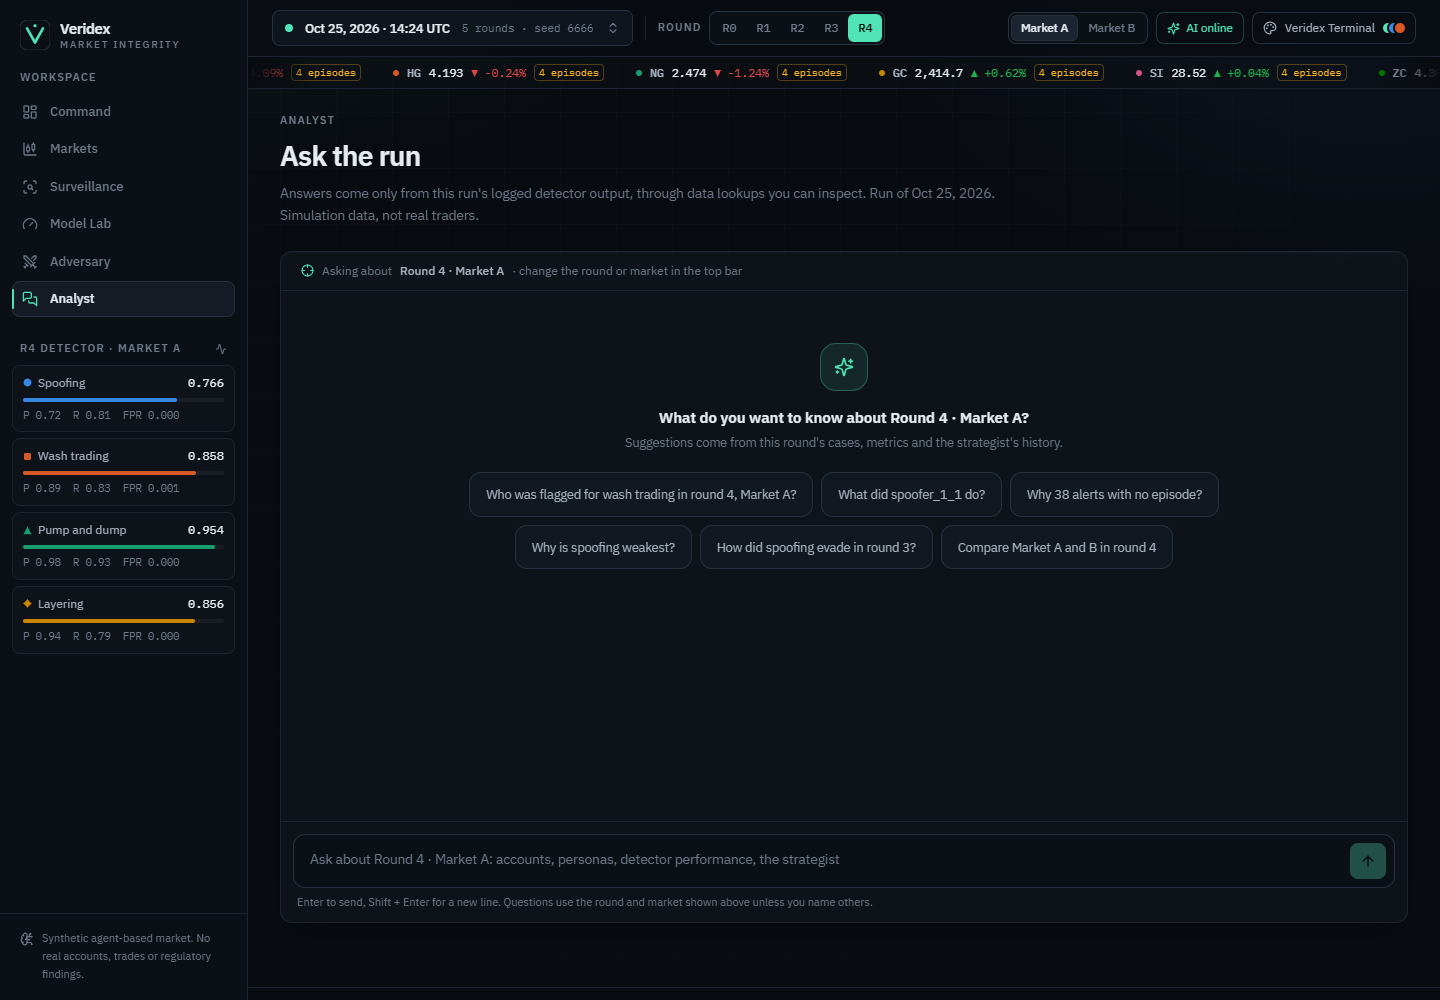 Veridex
MARKET INTEGRITY
WORKSPACE
Command
Markets
Surveillance
Model Lab
Adversary
Analyst
R4 DETECTOR · MARKET A
Spoofing 0.766
P 0.72 R 0.81 FPR 0.000
Wash trading 0.858
P 0.89 R 0.83 FPR 0.001
Pump and dump 0.954
P 0.98 R 0.93 FPR 0.000
Layering 0.856
P 0.94 R 0.79 FPR 0.000
Synthetic agent-based market. No
real accounts, trades or regulatory
findings.
Oct 25, 2026 · 14:24 UTC 5 rounds · seed 6666
ROUND R0 R1 R2 R3 R4
Market A Market B
AI online
Veridex Terminal
.09% 4 episodes HG 4.193 ▼ -0.24% 4 episodes NG 2.474 ▼ -1.24% 4 episodes GC 2,414.7 ▲ +0.62% 4 episodes SI 28.52 ▲ +0.04% 4 episodes ZC
ANALYST
Ask the run
Answers come only from this run's logged detector output, through data lookups you can inspect. Run of Oct 25, 2026.
Simulation data, not real traders.
Asking about Round 4 · Market A · change the round or market in the top bar
What do you want to know about Round 4 · Market A?
Suggestions come from this round's cases, metrics and the strategist's history.
Who was flagged for wash trading in round 4, Market A?
What did spoofer_1_1 do?
Why 38 alerts with no episode?
Why is spoofing weakest?
How did spoofing evade in round 3?
Compare Market A and B in round 4
Ask about Round 4 · Market A: accounts, personas, detector performance, the strategist
Enter to send, Shift + Enter for a new line. Questions use the round and market shown above unless you name others.